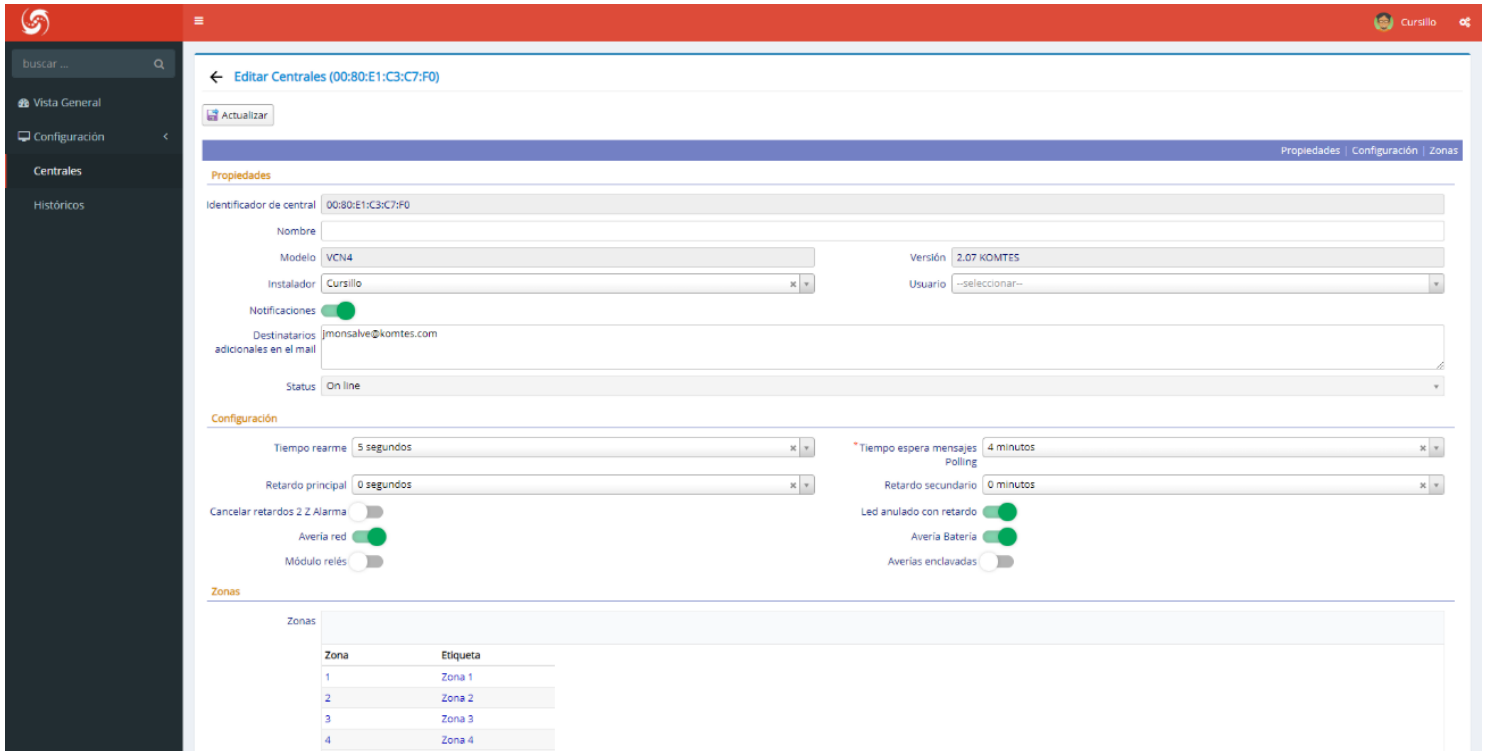 Cursillo
buscar ...
Editar Centrales (00:80:E1:C3:C7:F0)
Vista General
Actualizar
Configuración
Propiedades | Configuración | Zonas
Centrales
Propiedades
Históricos
Identificador de central 00:80:E1:C3:C7:F0
Nombre
Modelo VCN4 Versión 2.07 KOMTES
Instalador Cursillo Usuario --seleccionar--
Notificaciones
Destinatarios adicionales en el mail jmonsalve@komtes.com
Status On line
Configuración
Tiempo rearme 5 segundos *Tiempo espera mensajes Polling 4 minutos
Retardo principal 0 segundos Retardo secundario 0 minutos
Cancelar retardos 2 Z Alarma Led anulado con retardo
Avería red Avería Batería
Módulo relés Averías enclavadas
Zonas
Zonas
Zona Etiqueta
1 Zona 1
2 Zona 2
3 Zona 3
4 Zona 4